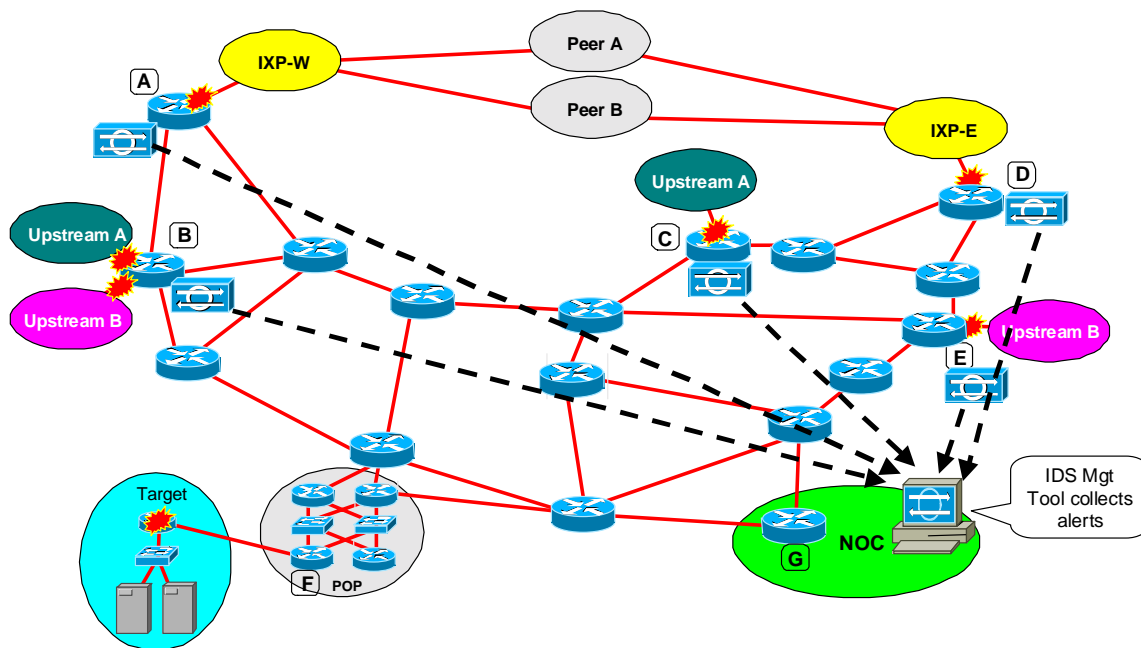 Peer A
IXP-W
A
Peer B
IXP-E
Upstream A
D
B
C
Upstream A
Upstream B
Upstream B
E
IDS Mgt
Tool collects
alerts
Target
NOC
G
F
POP